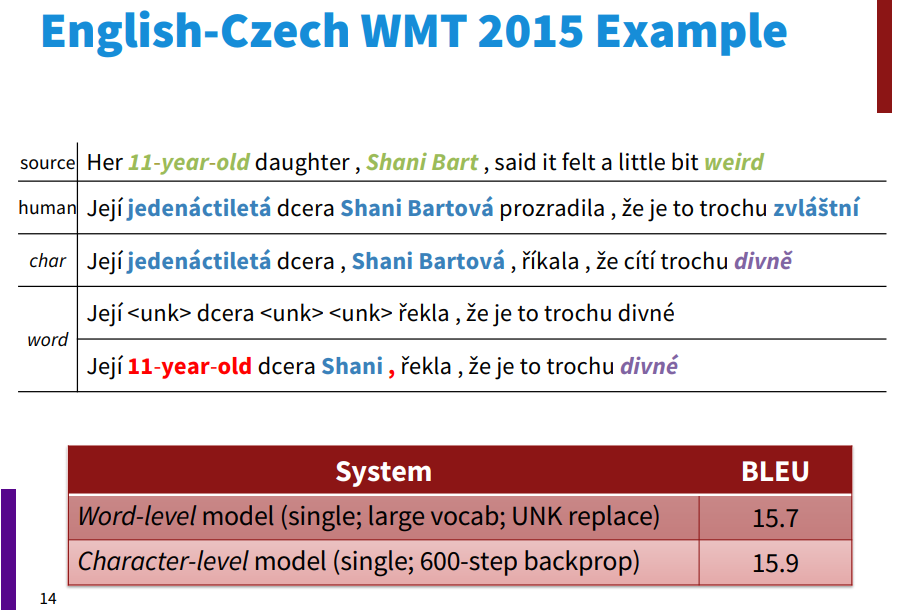 English-Czech WMT 2015 Example
source Her 11-year-old daughter , Shani Bart , said it felt a little bit weird
human Její jedenáctiletá dcera Shani Bartová prozradila , že je to trochu zvláštní
char Její jedenáctiletá dcera , Shani Bartová , říkala , že cítí trochu divně
word
Její <unk> dcera <unk> <unk> řekla , že je to trochu divné
Její 11-year-old dcera Shani , řekla , že je to trochu divné
System BLEU
Word-level model (single; large vocab; UNK replace) 15.7
Character-level model (single; 600-step backprop) 15.9
14